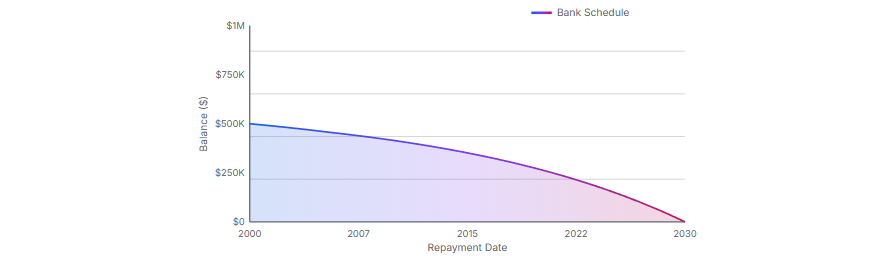 Bank Schedule
$1M
$750K
$500K
$250K
$0
Balance ($)
2000 2007 2015 2022 2030
Repayment Date